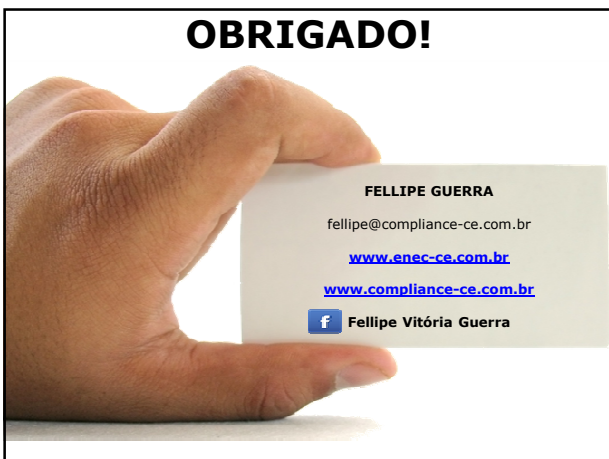 OBRIGADO!
FELLIPE GUERRA
fellipe@compliance-ce.com.br
www.enec-ce.com.br
www.compliance-ce.com.br
f Fellipe Vitória Guerra